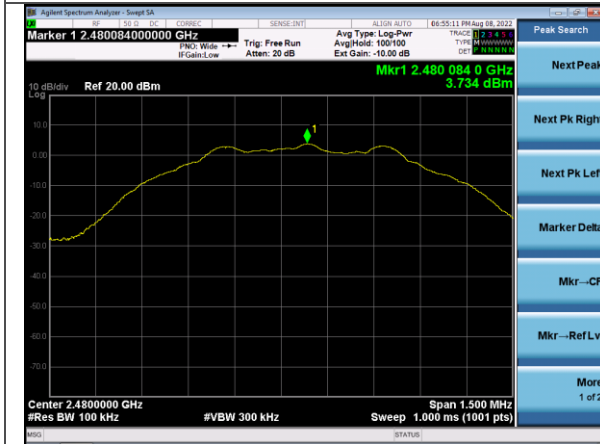 Agilent Spectrum Analyzer - Swept SA
RF 50 Ω DC CORREC SENSE:INT ALIGN AUTO 06:55:11 PM Aug 08, 2022
Marker 1 2.480084000000 GHz
PNO: Wide
IFGain:Low
Trig: Free Run
Atten: 20 dB
Avg Type: Log-Pwr
Avg|Hold: 100/100
Ext Gain: -10.00 dB
TRACE 1 2 3 4 5 6
TYPE M WWWWW
DET P NNNNN
Peak Search
Mkr1 2.480 084 0 GHz
3.734 dBm
10 dB/div Ref 20.00 dBm
Log
10.0
0.00
-10.0
-20.0
-30.0
-40.0
-50.0
-60.0
-70.0
1
Center 2.4800000 GHz
Span 1.500 MHz
#Res BW 100 kHz
#VBW 300 kHz
Sweep 1.000 ms (1001 pts)
MSG
STATUS
Next Peak
Next Pk Right
Next Pk Left
Marker Delta
Mkr→CF
Mkr→Ref Lv
More
1 of 2